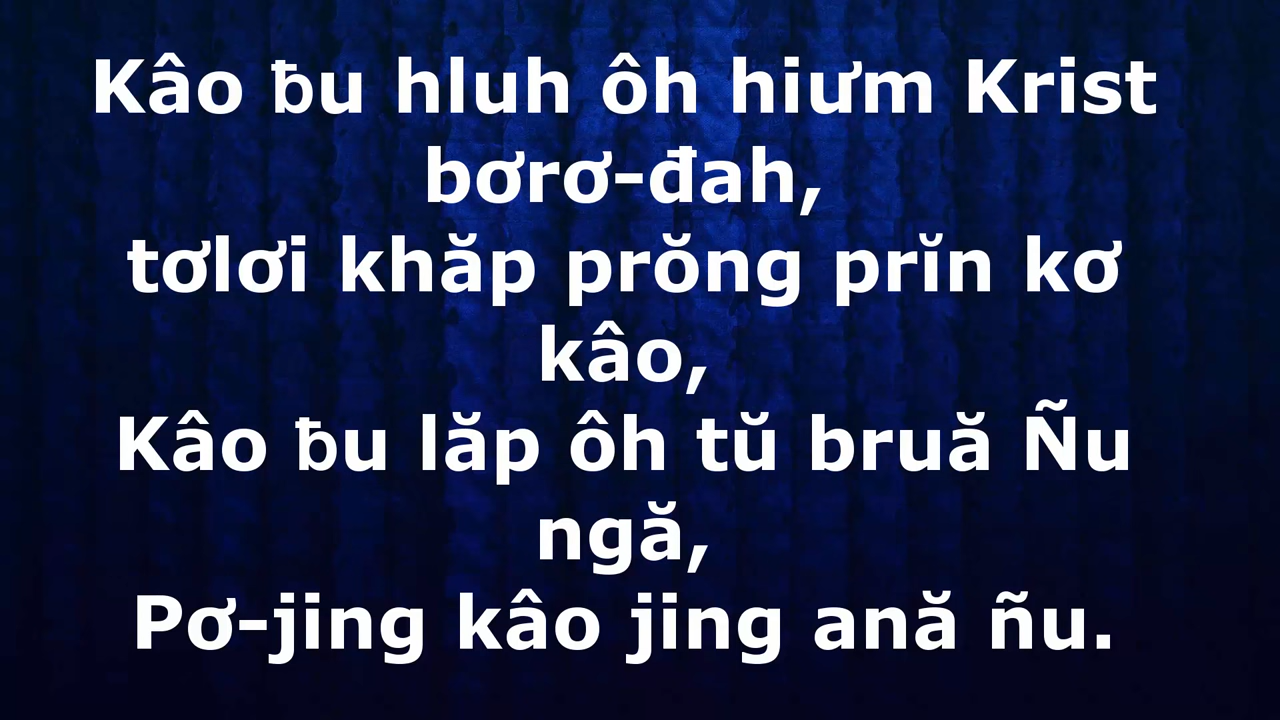 Kâo ƀu hluh ôh hiưm Krist
bơrơ-đah,
tơlơi khăp prŏng prĭn kơ
kâo,
Kâo ƀu lăp ôh tŭ bruă Ñu
ngă,
Pơ-jing kâo jing ană ñu.